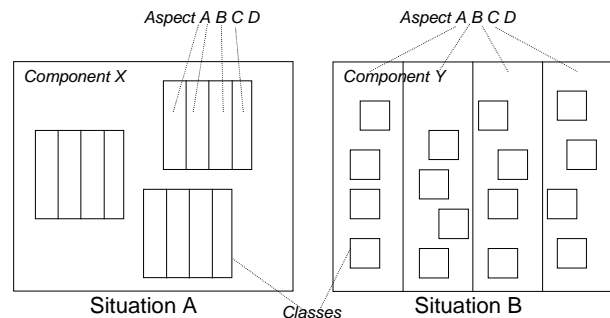 Aspect A B C D
Aspect A B C D
Component X
Component Y
Situation A
Situation B
Classes